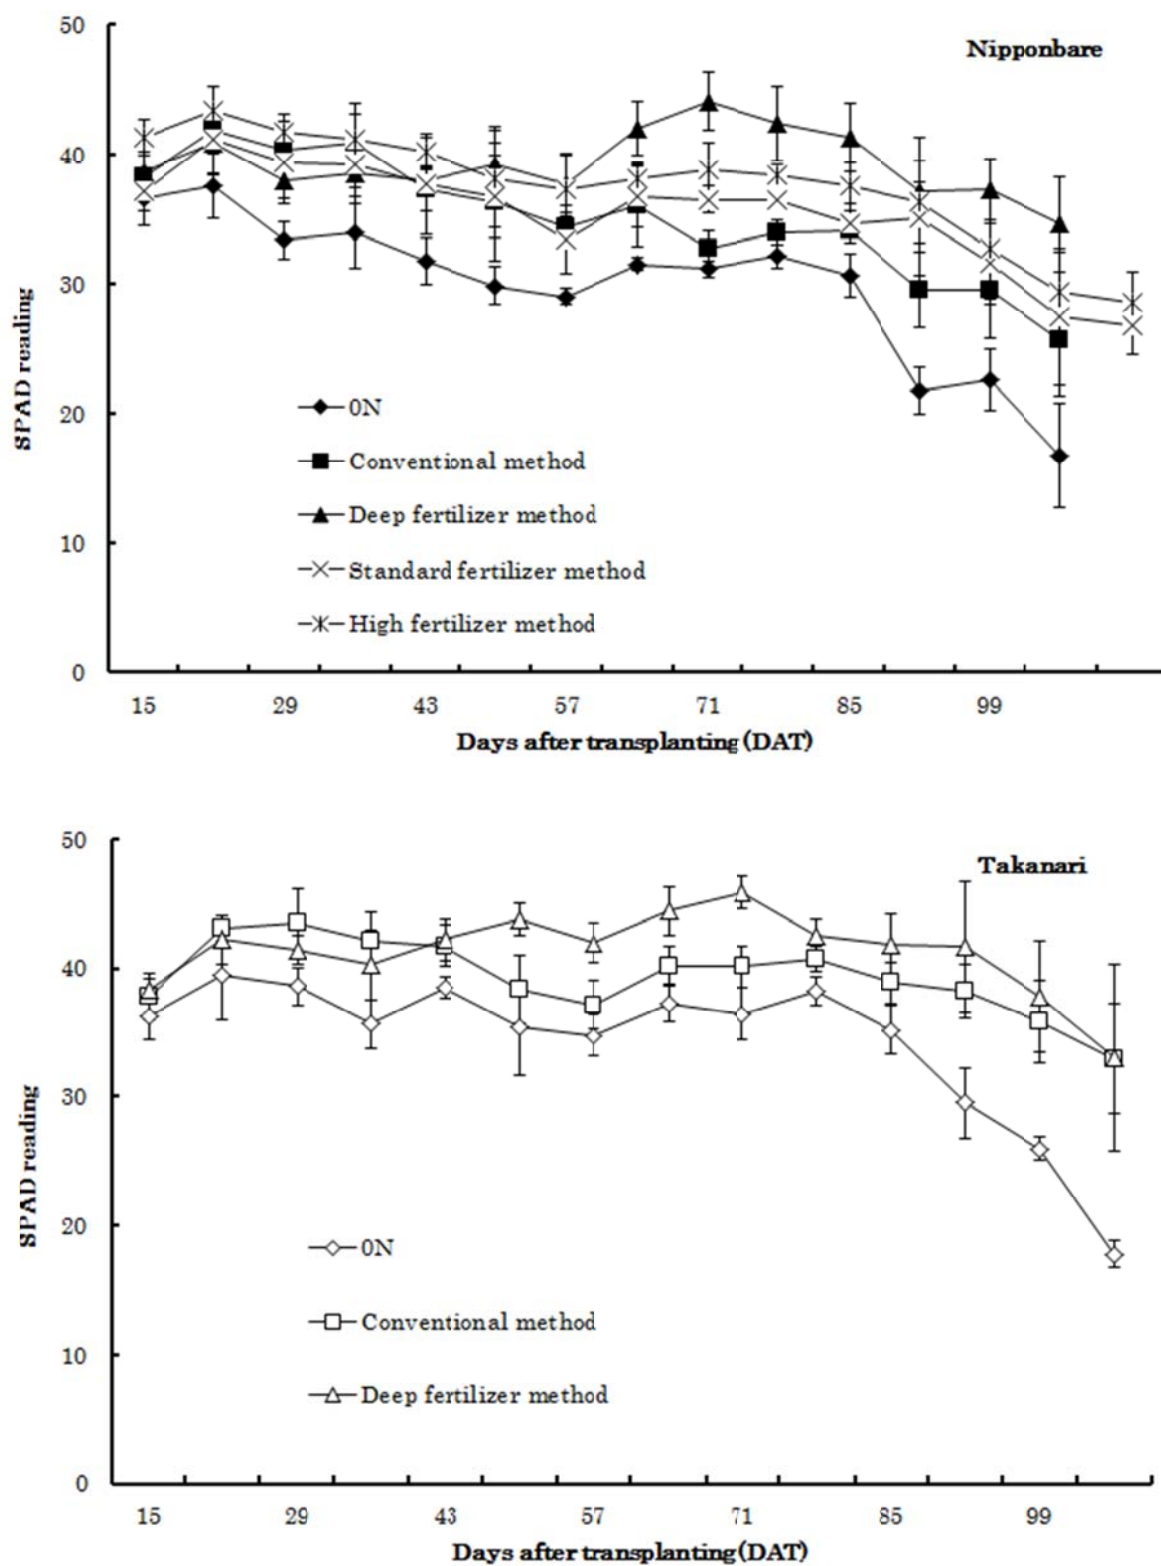 50
Nipponbare
40
30
SPAD reading
20
0N
Conventional method
Deep fertilizer method
10
Standard fertilizer method
High fertilizer method
0
15 29 43 57 71 85 99
Days after transplanting (DAT)
50
Takanari
40
30
SPAD reading
20
0N
Conventional method
10
Deep fertilizer method
0
15 29 43 57 71 85 99
Days after transplanting (DAT)